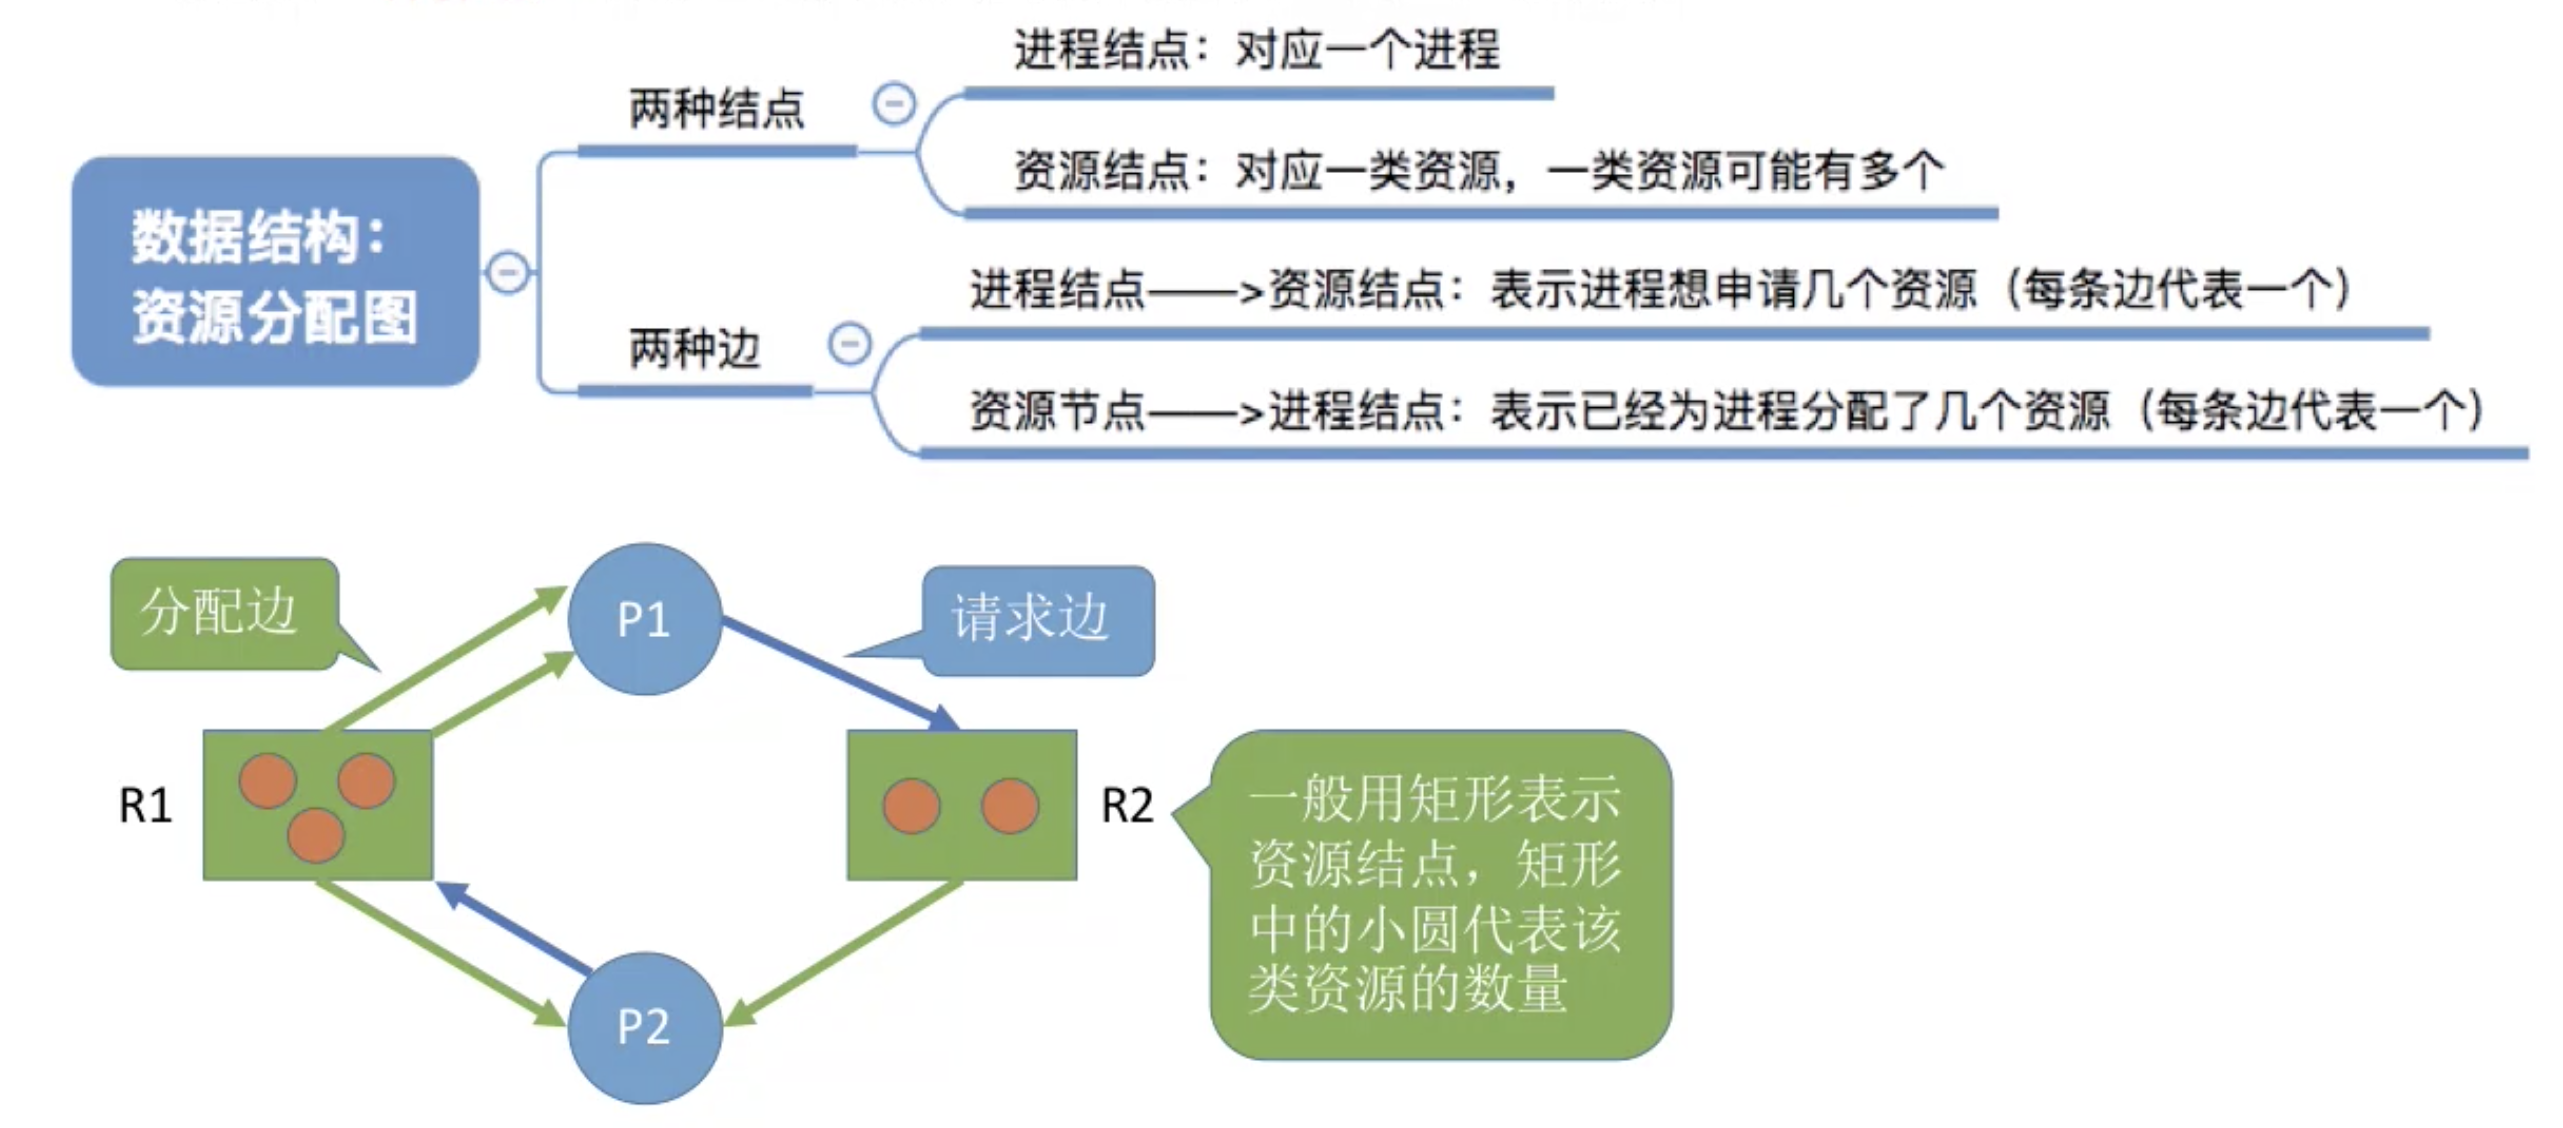 进程结点：对应一个进程
两种结点
资源结点：对应一类资源，一类资源可能有多个
数据结构：
资源分配图
进程结点——>资源结点：表示进程想申请几个资源（每条边代表一个）
两种边
资源节点——>进程结点：表示已经为进程分配了几个资源（每条边代表一个）
分配边
P1
请求边
R1
R2
一般用矩形表示
资源结点，矩形
中的小圆代表该
类资源的数量
P2